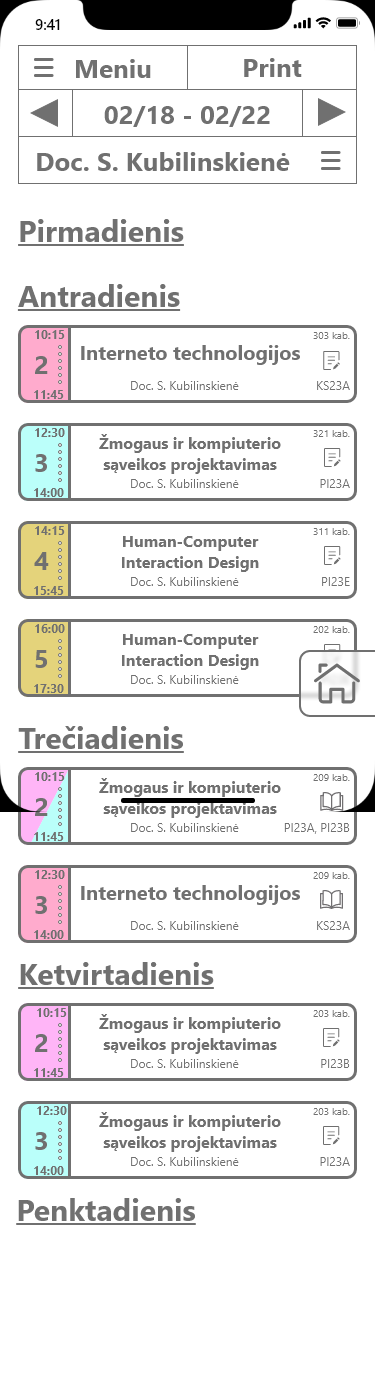 9:41
☰ Meniu
Print
◀ 02/18 - 02/22 ▶
Doc. S. Kubilinskienė ☰
Pirmadienis
Antradienis
10:15
303 kab.
2
Interneto technologijos
Doc. S. Kubilinskienė
KS23A
11:45
12:30
321 kab.
3
Žmogaus ir kompiuterio
sąveikos projektavimas
Doc. S. Kubilinskienė
PI23A
14:00
14:15
311 kab.
4
Human-Computer
Interaction Design
Doc. S. Kubilinskienė
PI23E
15:45
16:00
202 kab.
5
Human-Computer
Interaction Design
Doc. S. Kubilinskienė
17:30
Trečiadienis
10:15
209 kab.
2
Žmogaus ir kompiuterio
sąveikos projektavimas
Doc. S. Kubilinskienė
PI23A, PI23B
11:45
12:30
209 kab.
3
Interneto technologijos
Doc. S. Kubilinskienė
KS23A
14:00
Ketvirtadienis
10:15
203 kab.
2
Žmogaus ir kompiuterio
sąveikos projektavimas
Doc. S. Kubilinskienė
PI23B
11:45
12:30
203 kab.
3
Žmogaus ir kompiuterio
sąveikos projektavimas
Doc. S. Kubilinskienė
PI23A
14:00
Penktadienis